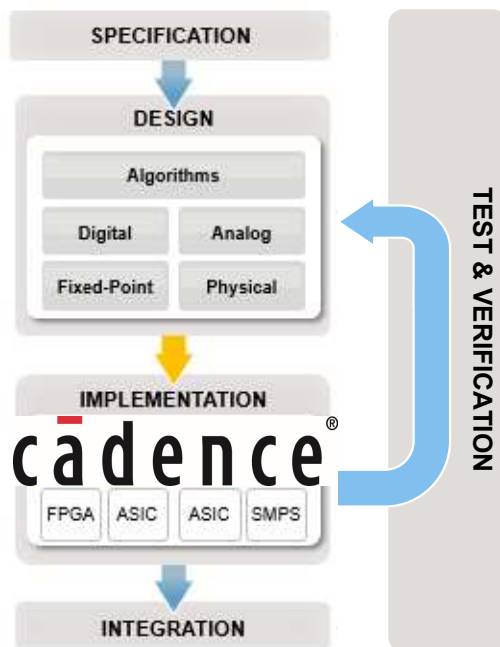 SPECIFICATION
DESIGN
Algorithms
Digital
Analog
Fixed-Point
Physical
IMPLEMENTATION
cādence®
FPGA
ASIC
ASIC
SMPS
INTEGRATION
TEST & VERIFICATION